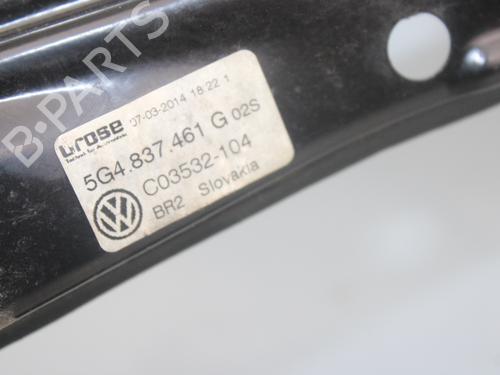 B-PARTS
brose 07-03-2014 18:22 1
5G4.837.461 G 02S
C03532-104
BR2 Slovakia